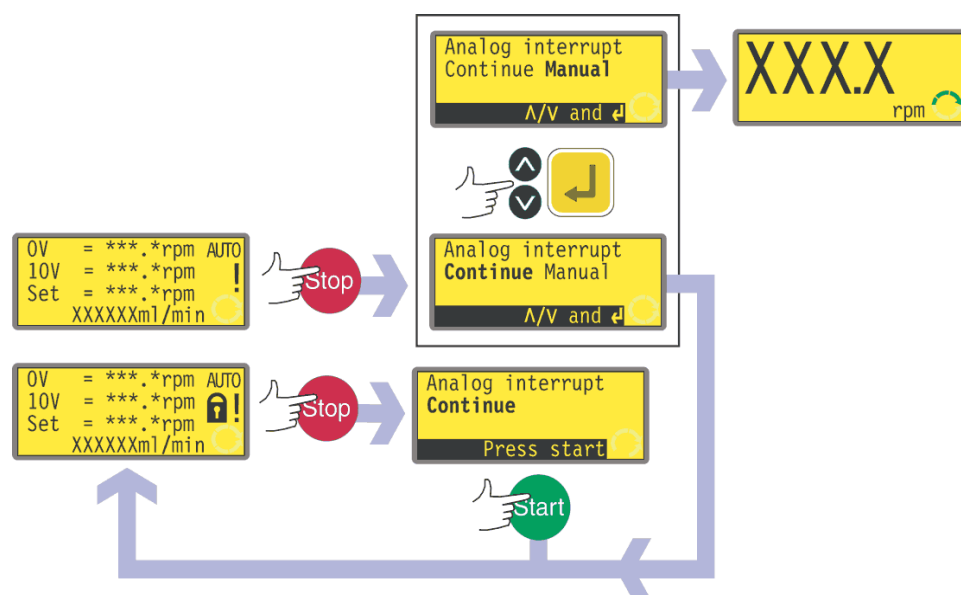 Analog interrupt
Continue Manual
∧/∨ and ↵
XXX.X
rpm
0V = ***.*rpm AUTO
10V = ***.*rpm !
Set = ***.*rpm
XXXXXXml/min
Stop
Analog interrupt
Continue Manual
∧/∨ and ↵
0V = ***.*rpm AUTO
10V = ***.*rpm !
Set = ***.*rpm
XXXXXXml/min
Stop
Analog interrupt
Continue
Press start
Start